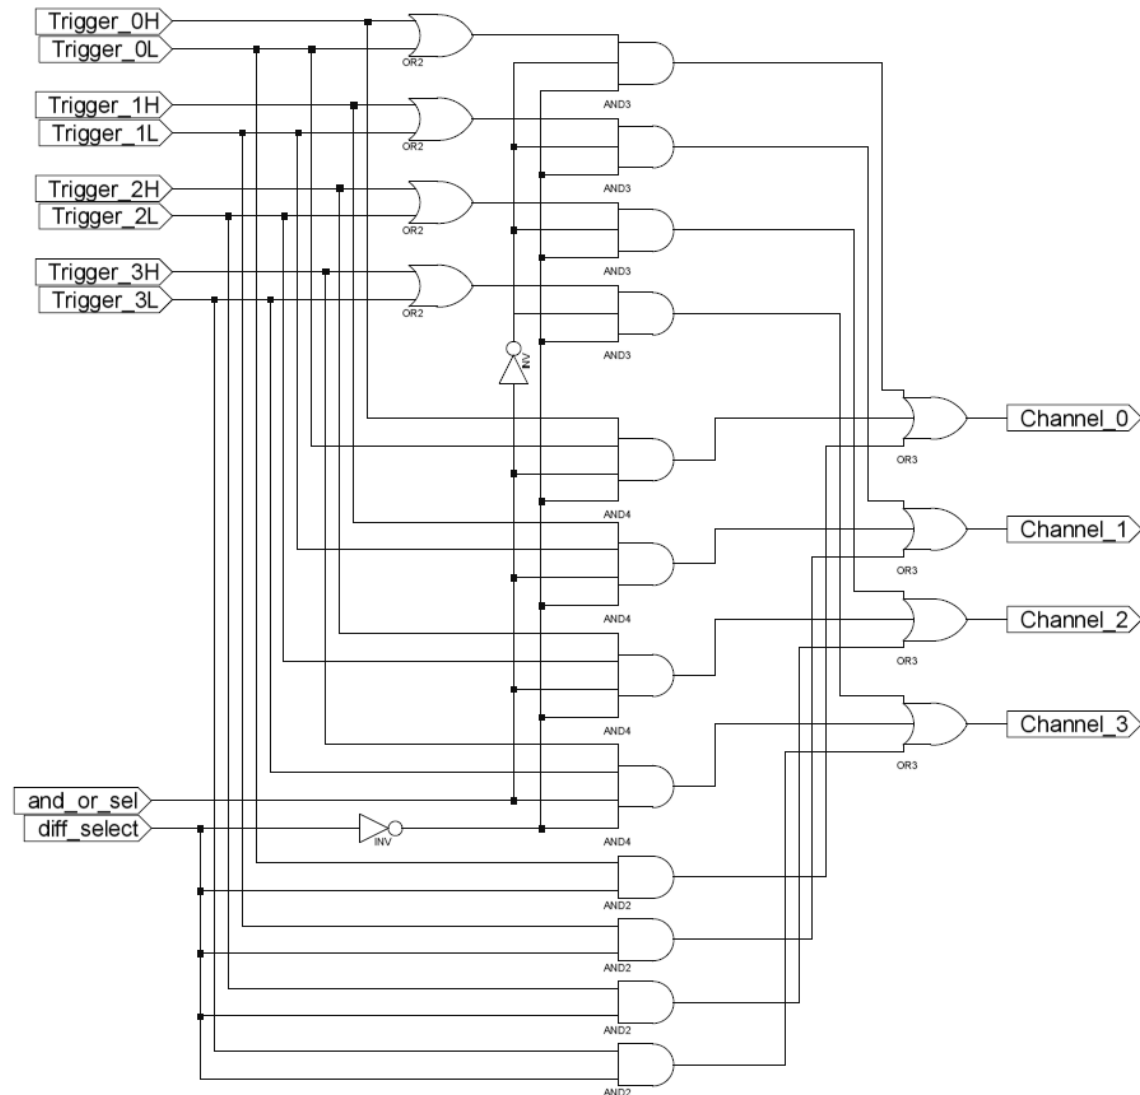 Trigger_0H
Trigger_0L
OR2
AND3
Trigger_1H
Trigger_1L
OR2
AND3
Trigger_2H
Trigger_2L
OR2
AND3
Trigger_3H
Trigger_3L
OR2
AND3
INV
Channel_0
OR3
AND4
Channel_1
OR3
AND4
Channel_2
OR3
AND4
Channel_3
OR3
and_or_sel
diff_select
INV
AND4
AND2
AND2
AND2
AND2